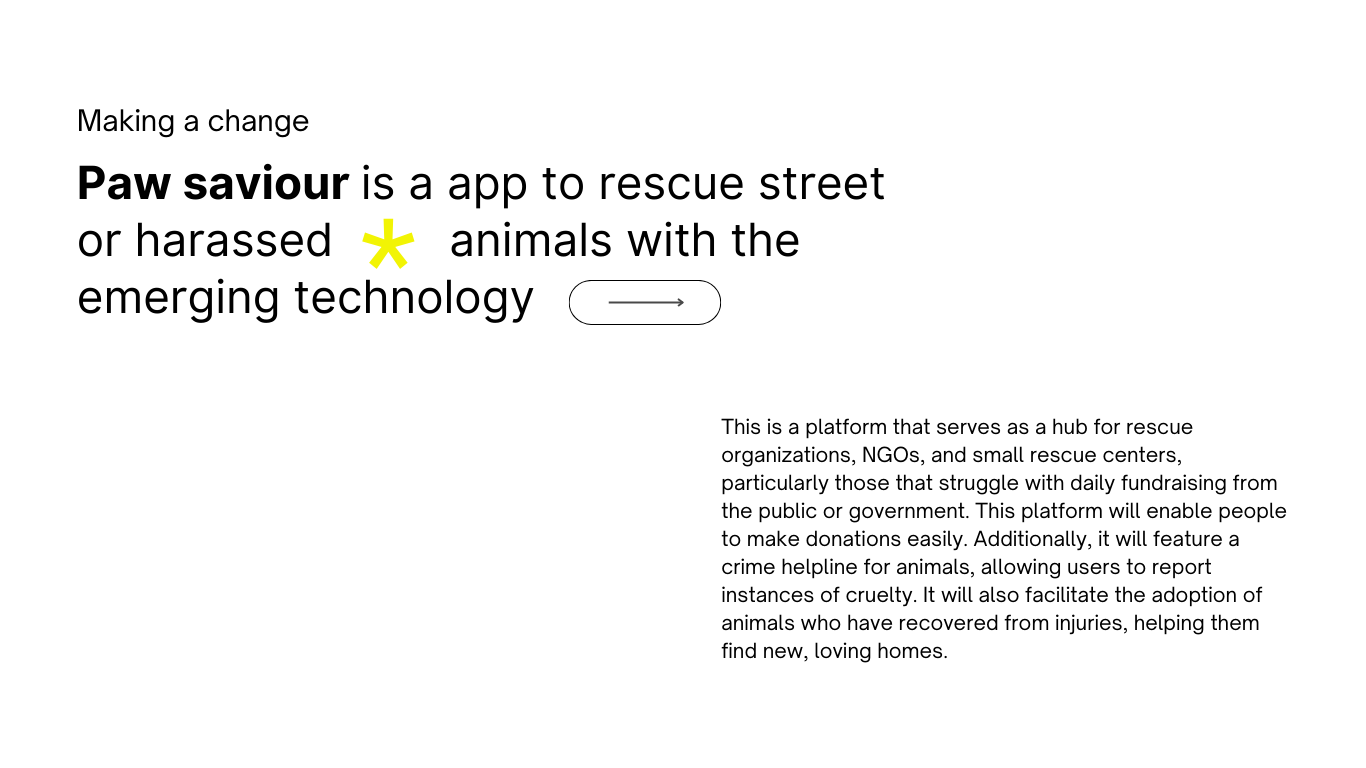 Making a change
Paw saviour is a app to rescue street
or harassed * animals with the
emerging technology
This is a platform that serves as a hub for rescue
organizations, NGOs, and small rescue centers,
particularly those that struggle with daily fundraising from
the public or government. This platform will enable people
to make donations easily. Additionally, it will feature a
crime helpline for animals, allowing users to report
instances of cruelty. It will also facilitate the adoption of
animals who have recovered from injuries, helping them
find new, loving homes.